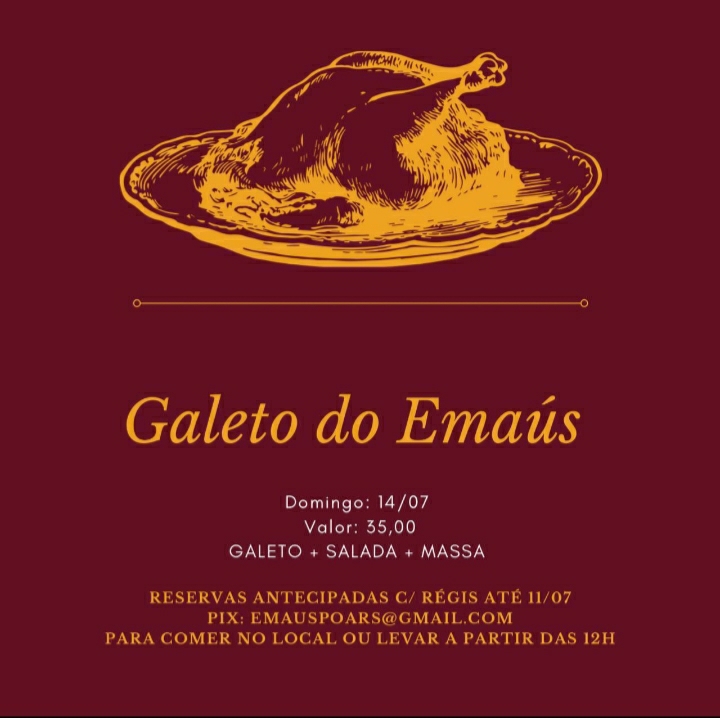 Galeto do Emaús
Domingo: 14/07
Valor: 35,00
GALETO + SALADA + MASSA
RESERVAS ANTECIPADAS C/ RÉGIS ATÉ 11/07
PIX: EMAUSPOARS@GMAIL.COM
PARA COMER NO LOCAL OU LEVAR A PARTIR DAS 12H